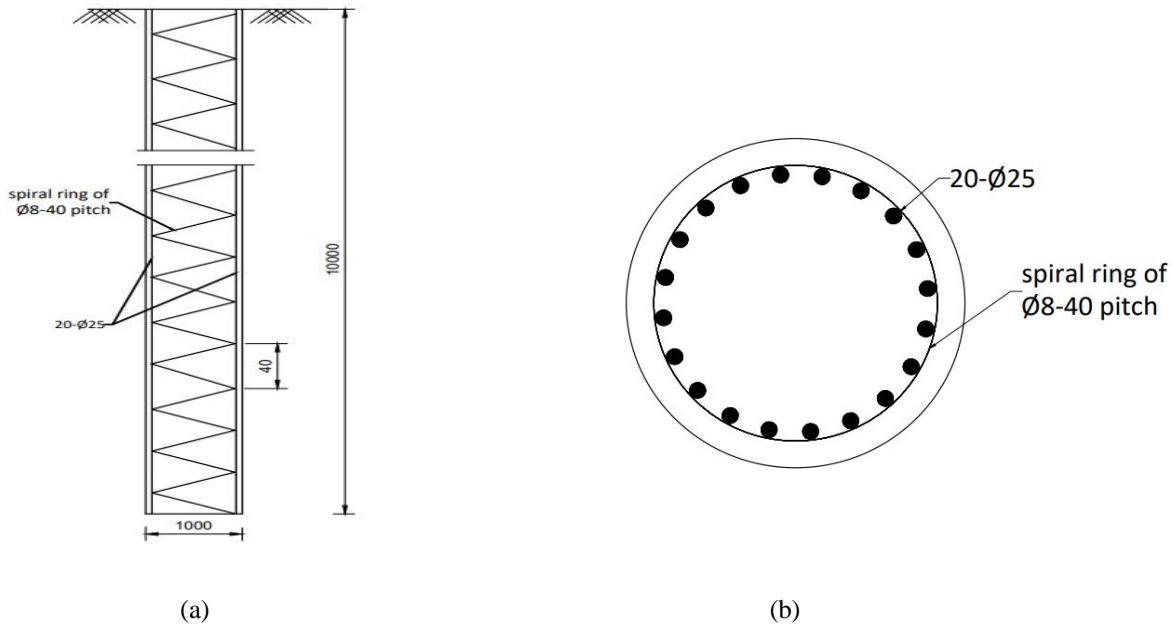 spiral ring of
Ø8-40 pitch
20-Ø25
10000
40
1000
(a)
20-Ø25
spiral ring of
Ø8-40 pitch
(b)